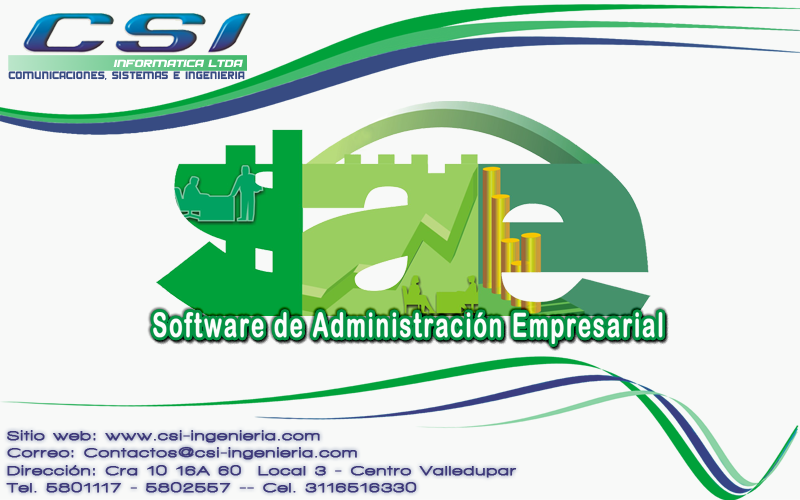 CSI
INFORMATICA LTDA
COMUNICACIONES, SISTEMAS E INGENIERIA
sae
Software de Administración Empresarial
Sitio web: www.csi-ingenieria.com
Correo: Contactos@csi-ingenieria.com
Dirección: Cra 10 16A 60 Local 3 - Centro Valledupar
Tel. 5801117 - 5802557 -- Cel. 3116516330